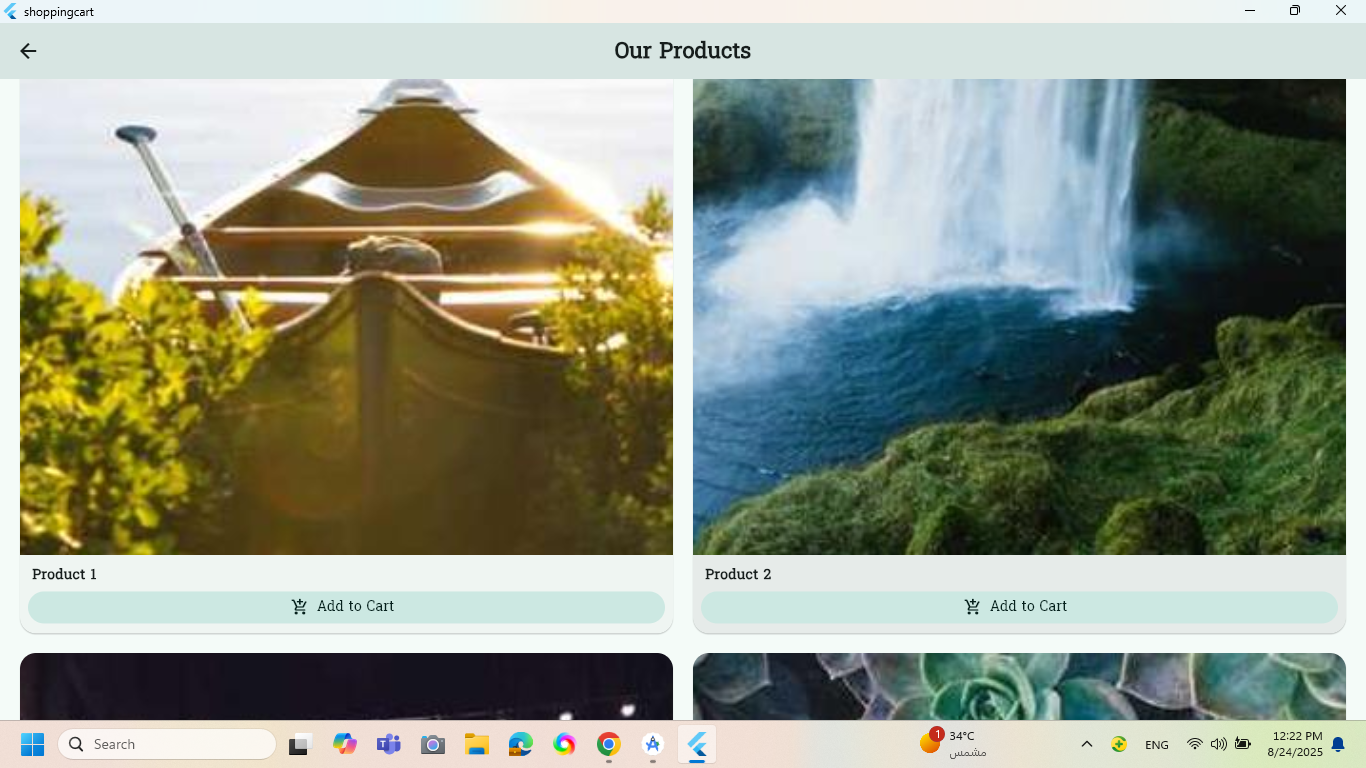 shoppingcart
Our Products
Product 1
Product 2
Add to Cart
Add to Cart
Search
1
34°C
مشمس
ENG
12:22 PM
8/24/2025